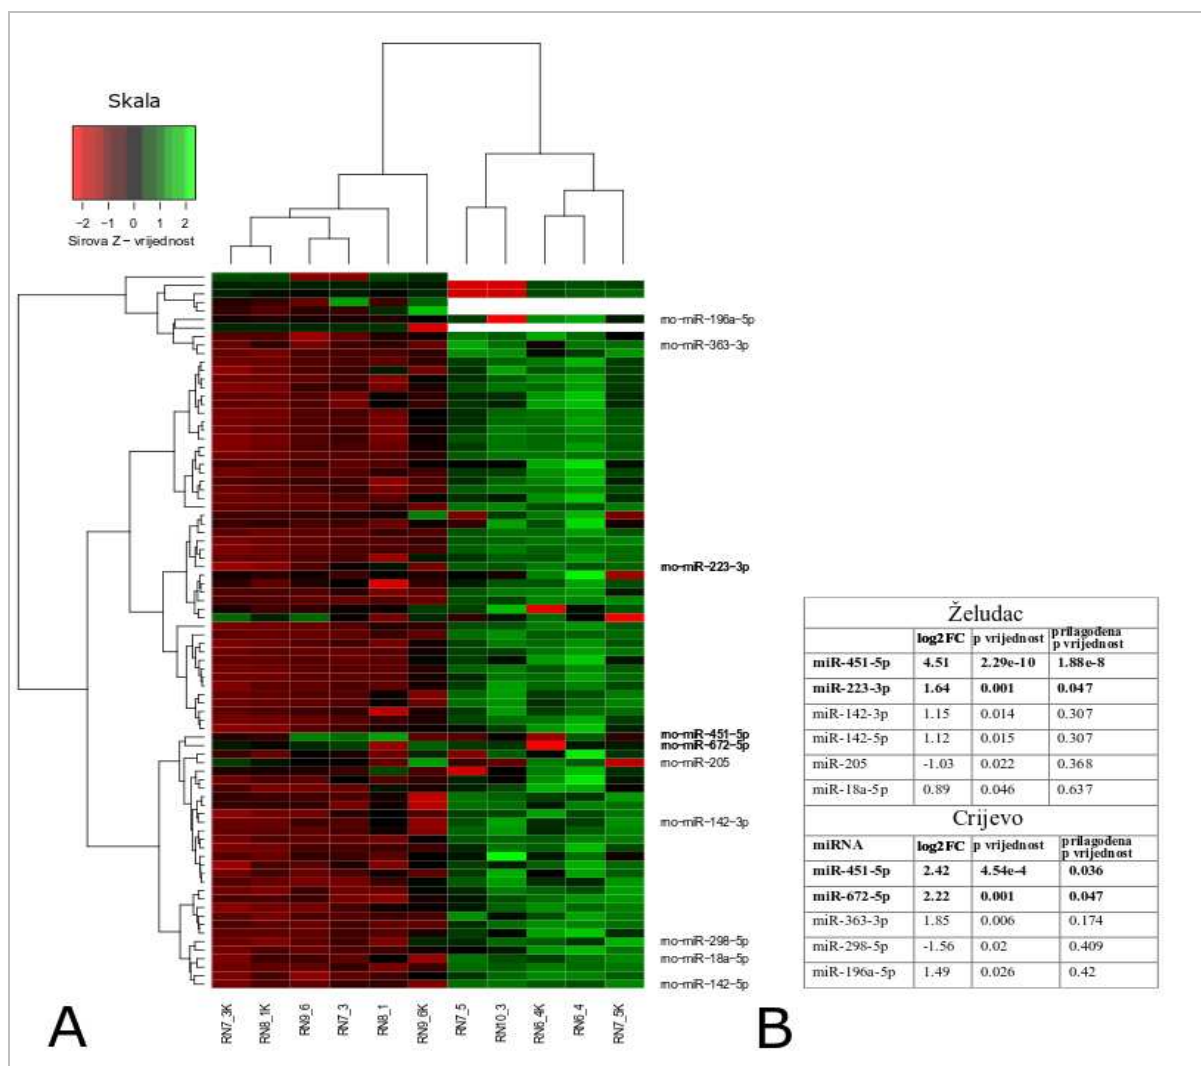 Skala
−2 −1 0 1 2
Sirova Z− vrijednost
rno-miR-196a-5p
rno-miR-363-3p
rno-miR-223-3p
rno-miR-451-5p
rno-miR-672-5p
rno-miR-205
rno-miR-142-3p
rno-miR-298-5p
rno-miR-18a-5p
rno-miR-142-5p
RN7_3K RN8_1K RN9_6 RN7_3 RN8_1 RN9_6K RN7_5 RN10_3 RN6_4K RN6_4 RN7_5K
A
Želudac
log2FC p vrijednost prilagođena p vrijednost
miR-451-5p 4.51 2.29e-10 1.88e-8
miR-223-3p 1.64 0.001 0.047
miR-142-3p 1.15 0.014 0.307
miR-142-5p 1.12 0.015 0.307
miR-205 -1.03 0.022 0.368
miR-18a-5p 0.89 0.046 0.637
Crijevo
miRNA log2FC p vrijednost prilagođena p vrijednost
miR-451-5p 2.42 4.54e-4 0.036
miR-672-5p 2.22 0.001 0.047
miR-363-3p 1.85 0.006 0.174
miR-298-5p -1.56 0.02 0.409
miR-196a-5p 1.49 0.026 0.42
B